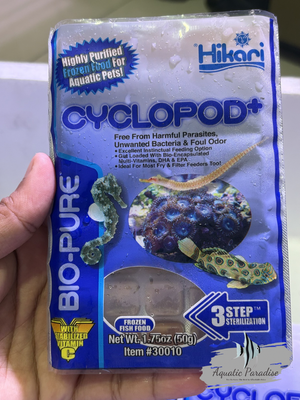 Highly Purified
Frozen Food For
Aquatic Pets!
Hikari
CYCLOPOD+
Free From Harmful Parasites,
Unwanted Bacteria & Foul Odor
• Excellent Instinctual Feeding Option
• Gut Loaded With Bio-Encapsulated
Multi-Vitamins, DHA & EPA
• Ideal For Most Fry & Filter Feeders Too!
BIO-PURE
3 STEP™
STERILIZATION
WITH
STABILIZED
VITAMIN
C
FROZEN
FISH FOOD
Net Wt. 1.75oz (50g)
Item #30010
Aquatic Paradise